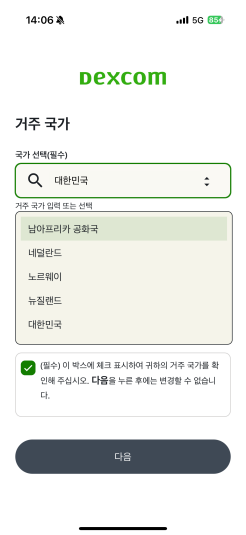 14:06
5G 85
Dexcom
거주 국가
국가 선택(필수)
대한민국
거주 국가 입력 또는 선택
남아프리카 공화국
네덜란드
노르웨이
뉴질랜드
대한민국
(필수) 이 박스에 체크 표시하여 귀하의 거주 국가를 확
인해 주십시오. 다음을 누른 후에는 변경할 수 없습니
다.
다음